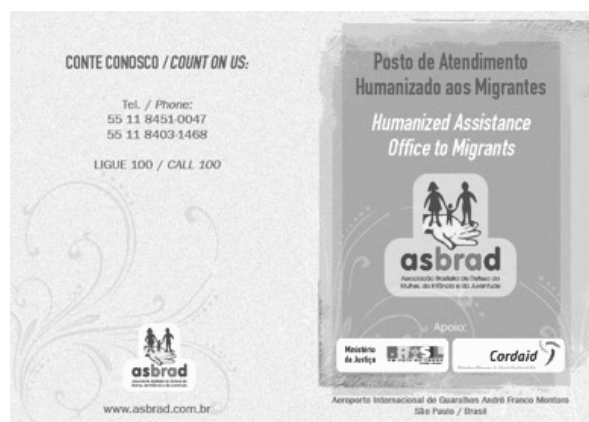 CONTE CONOSCO / COUNT ON US:
Tel. / Phone:
55 11 8451-0047
55 11 8403-1468
LIGUE 100 / CALL 100
asbrad
www.asbrad.com.br
Posto de Atendimento
Humanizado aos Migrantes
Humanized Assistance
Office to Migrants
asbrad
Associação Brasileira de Defesa da
Mulher, da Infância e da Juventude
Apoio:
Ministério
da Justiça
BRASIL
Cordaid
Aeroporto Internacional de Guarulhos André Franco Montoro
São Paulo / Brasil